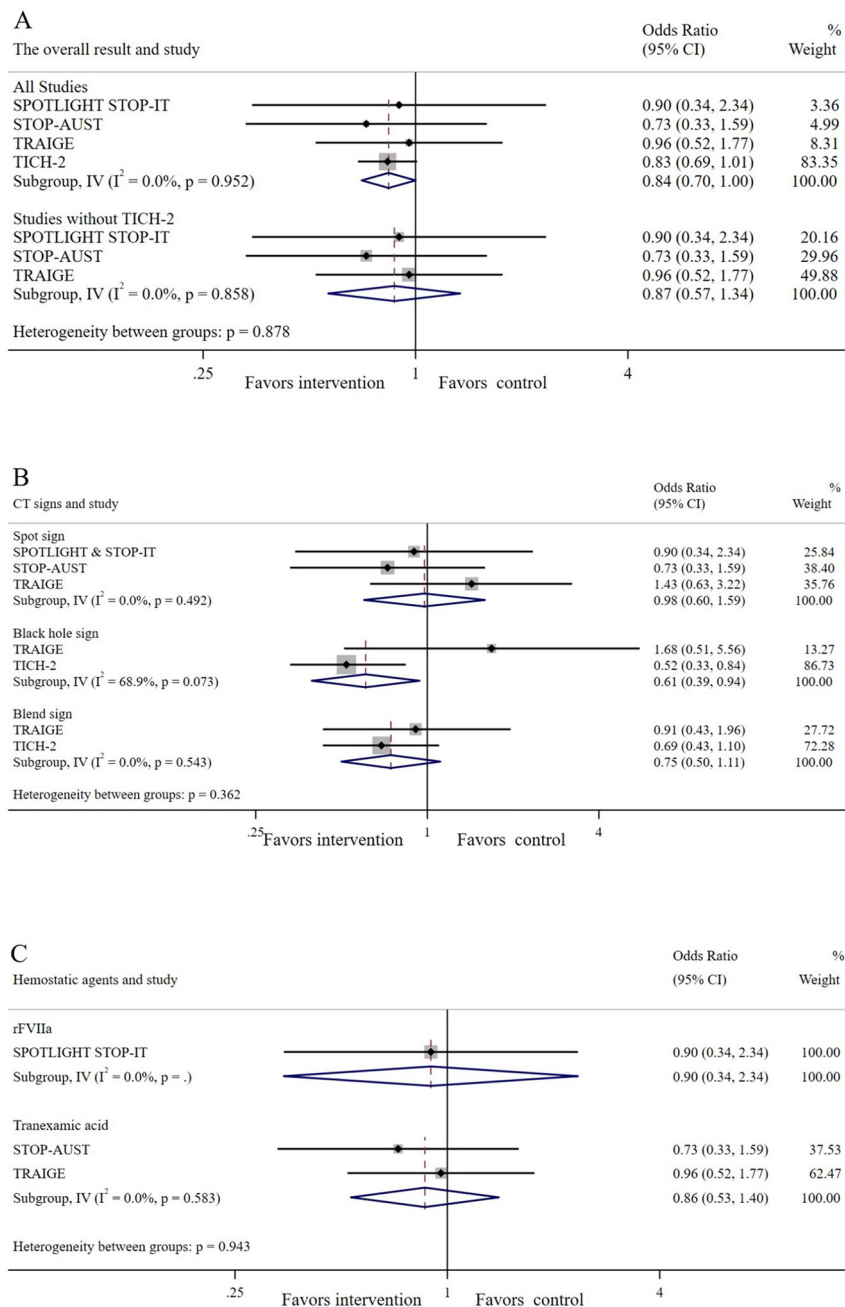 A
Odds Ratio %
The overall result and study (95% CI) Weight
All Studies
SPOTLIGHT STOP-IT 0.90 (0.34, 2.34) 3.36
STOP-AUST 0.73 (0.33, 1.59) 4.99
TRAIGE 0.96 (0.52, 1.77) 8.31
TICH-2 0.83 (0.69, 1.01) 83.35
Subgroup, IV (I² = 0.0%, p = 0.952) 0.84 (0.70, 1.00) 100.00
Studies without TICH-2
SPOTLIGHT STOP-IT 0.90 (0.34, 2.34) 20.16
STOP-AUST 0.73 (0.33, 1.59) 29.96
TRAIGE 0.96 (0.52, 1.77) 49.88
Subgroup, IV (I² = 0.0%, p = 0.858) 0.87 (0.57, 1.34) 100.00
Heterogeneity between groups: p = 0.878
.25 1 4
Favors intervention Favors control
B
Odds Ratio %
CT signs and study (95% CI) Weight
Spot sign
SPOTLIGHT & STOP-IT 0.90 (0.34, 2.34) 25.84
STOP-AUST 0.73 (0.33, 1.59) 38.40
TRAIGE 1.43 (0.63, 3.22) 35.76
Subgroup, IV (I² = 0.0%, p = 0.492) 0.98 (0.60, 1.59) 100.00
Black hole sign
TRAIGE 1.68 (0.51, 5.56) 13.27
TICH-2 0.52 (0.33, 0.84) 86.73
Subgroup, IV (I² = 68.9%, p = 0.073) 0.61 (0.39, 0.94) 100.00
Blend sign
TRAIGE 0.91 (0.43, 1.96) 27.72
TICH-2 0.69 (0.43, 1.10) 72.28
Subgroup, IV (I² = 0.0%, p = 0.543) 0.75 (0.50, 1.11) 100.00
Heterogeneity between groups: p = 0.362
.25 1 4
Favors intervention Favors control
C
Odds Ratio %
Hemostatic agents and study (95% CI) Weight
rFVIIa
SPOTLIGHT STOP-IT 0.90 (0.34, 2.34) 100.00
Subgroup, IV (I² = 0.0%, p = .) 0.90 (0.34, 2.34) 100.00
Tranexamic acid
STOP-AUST 0.73 (0.33, 1.59) 37.53
TRAIGE 0.96 (0.52, 1.77) 62.47
Subgroup, IV (I² = 0.0%, p = 0.583) 0.86 (0.53, 1.40) 100.00
Heterogeneity between groups: p = 0.943
.25 1 4
Favors intervention Favors control